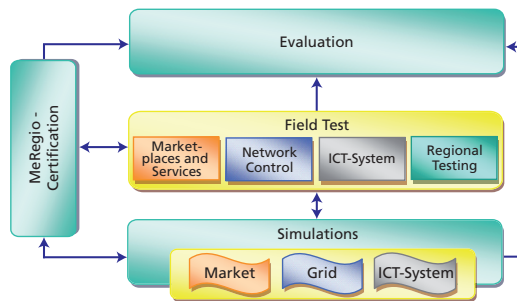 Evaluation
MeRegio -
Certification
Field Test
Market-
places and
Services
Network
Control
ICT-System
Regional
Testing
Simulations
Market
Grid
ICT-System